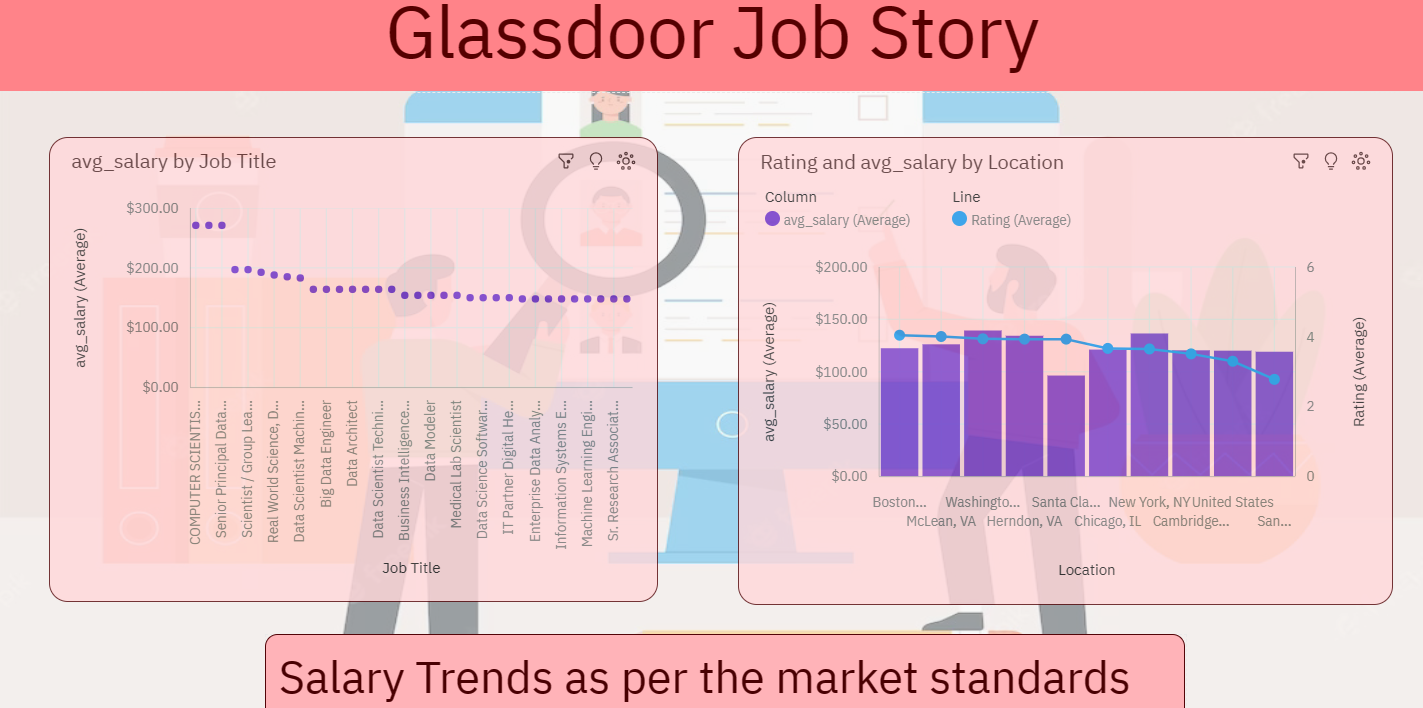 Glassdoor Job Story
avg_salary by Job Title
avg_salary (Average)
$300.00
$200.00
$100.00
$0.00
COMPUTER SCIENTIS...
Senior Principal Data...
Scientist / Group Lea...
Real World Science, D...
Data Scientist Machin...
Big Data Engineer
Data Architect
Data Scientist Techni...
Business Intelligence...
Data Modeler
Medical Lab Scientist
Data Science Softwar...
IT Partner Digital He...
Enterprise Data Analy...
Information Systems E...
Machine Learning Engi...
Sr. Research Associat...
Job Title
Rating and avg_salary by Location
Column
Line
avg_salary (Average)
Rating (Average)
avg_salary (Average)
$200.00
$150.00
$100.00
$50.00
$0.00
6
4
2
0
Rating (Average)
Boston...
McLean, VA
Washingto...
Herndon, VA
Santa Cla...
Chicago, IL
New York, NY
Cambridge...
United States
San...
Location
Salary Trends as per the market standards